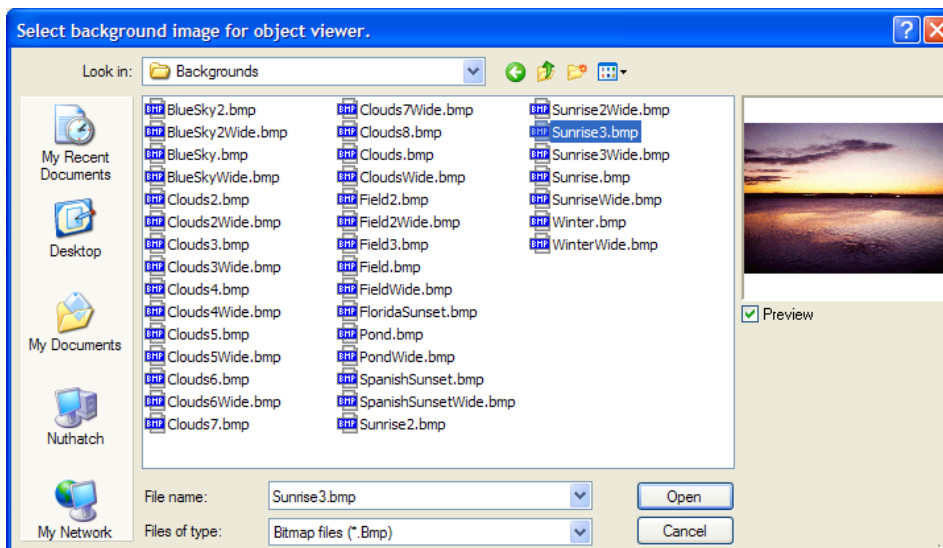 Select background image for object viewer.
Look in:
Backgrounds
My Recent
Documents
Desktop
My Documents
Nuthatch
My Network
BlueSky2.bmp
BlueSky2Wide.bmp
BlueSky.bmp
BlueSkyWide.bmp
Clouds2.bmp
Clouds2Wide.bmp
Clouds3.bmp
Clouds3Wide.bmp
Clouds4.bmp
Clouds4Wide.bmp
Clouds5.bmp
Clouds5Wide.bmp
Clouds6.bmp
Clouds6Wide.bmp
Clouds7.bmp
Clouds7Wide.bmp
Clouds8.bmp
Clouds.bmp
CloudsWide.bmp
Field2.bmp
Field2Wide.bmp
Field3.bmp
Field.bmp
FieldWide.bmp
FloridaSunset.bmp
Pond.bmp
PondWide.bmp
SpanishSunset.bmp
SpanishSunsetWide.bmp
Sunrise2.bmp
Sunrise2Wide.bmp
Sunrise3.bmp
Sunrise3Wide.bmp
Sunrise.bmp
SunriseWide.bmp
Winter.bmp
WinterWide.bmp
Preview
File name:
Sunrise3.bmp
Open
Files of type:
Bitmap files (*.Bmp)
Cancel